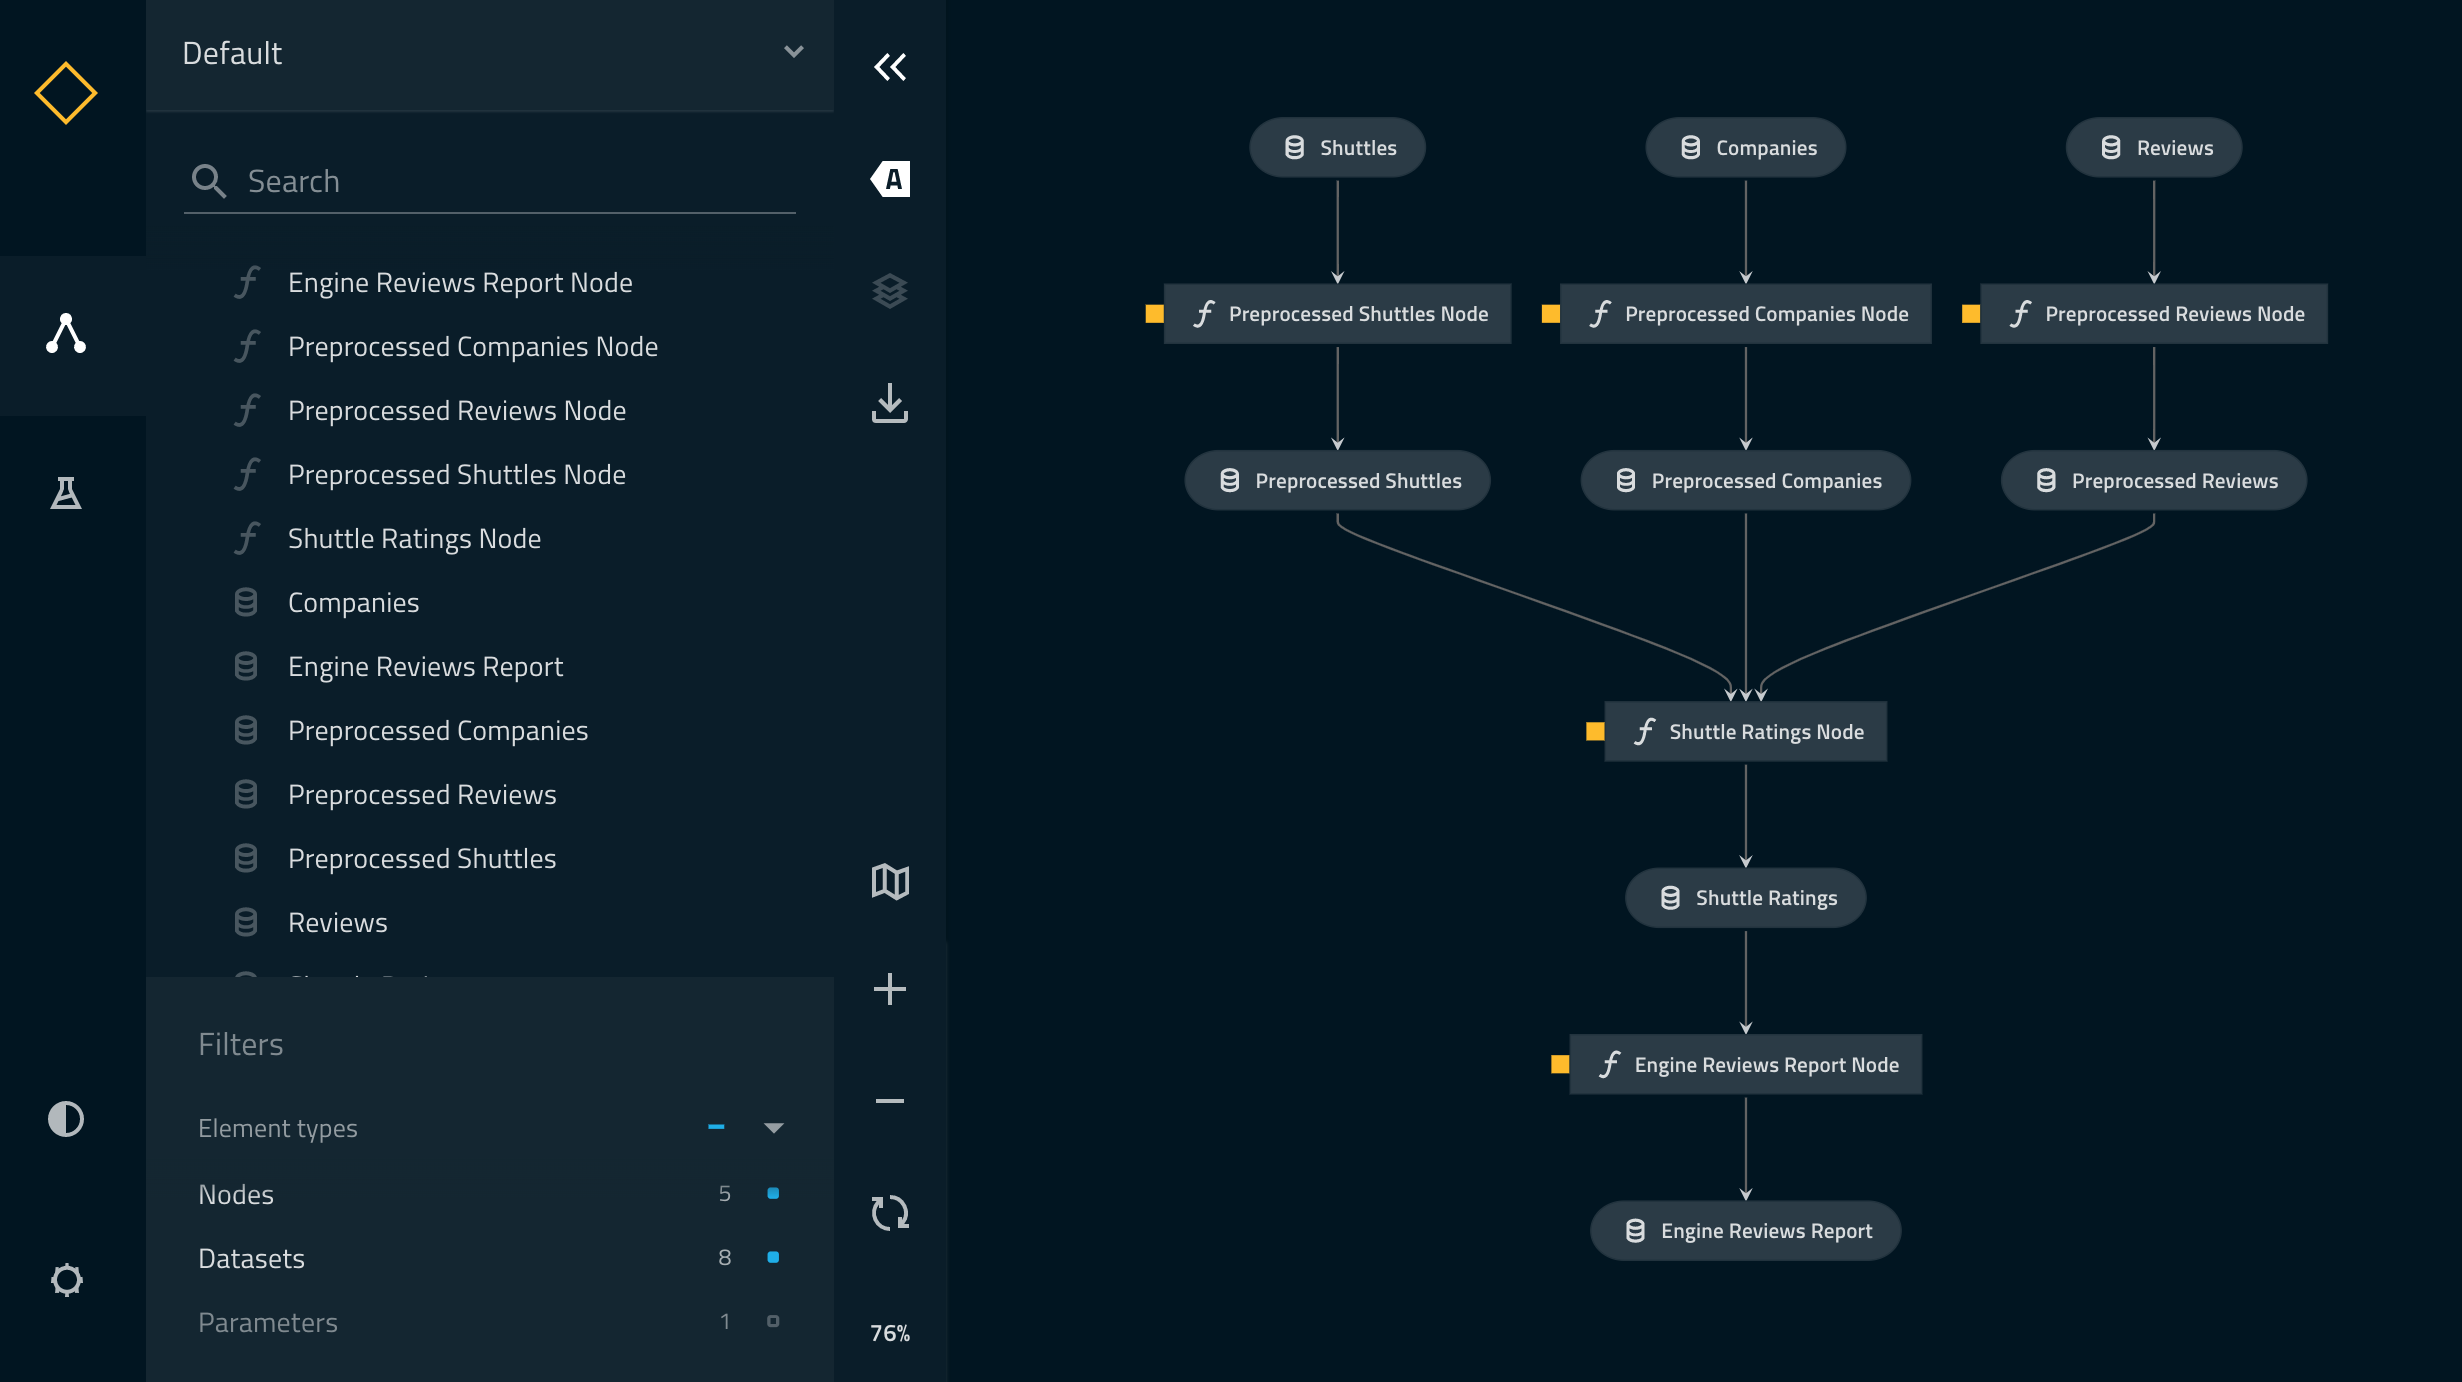 Default
Search
Engine Reviews Report Node
Preprocessed Companies Node
Preprocessed Reviews Node
Preprocessed Shuttles Node
Shuttle Ratings Node
Companies
Engine Reviews Report
Preprocessed Companies
Preprocessed Reviews
Preprocessed Shuttles
Reviews
Filters
Element types
Nodes 5
Datasets 8
Parameters 1
A
76%
Shuttles
Companies
Reviews
Preprocessed Shuttles Node
Preprocessed Companies Node
Preprocessed Reviews Node
Preprocessed Shuttles
Preprocessed Companies
Preprocessed Reviews
Shuttle Ratings Node
Shuttle Ratings
Engine Reviews Report Node
Engine Reviews Report